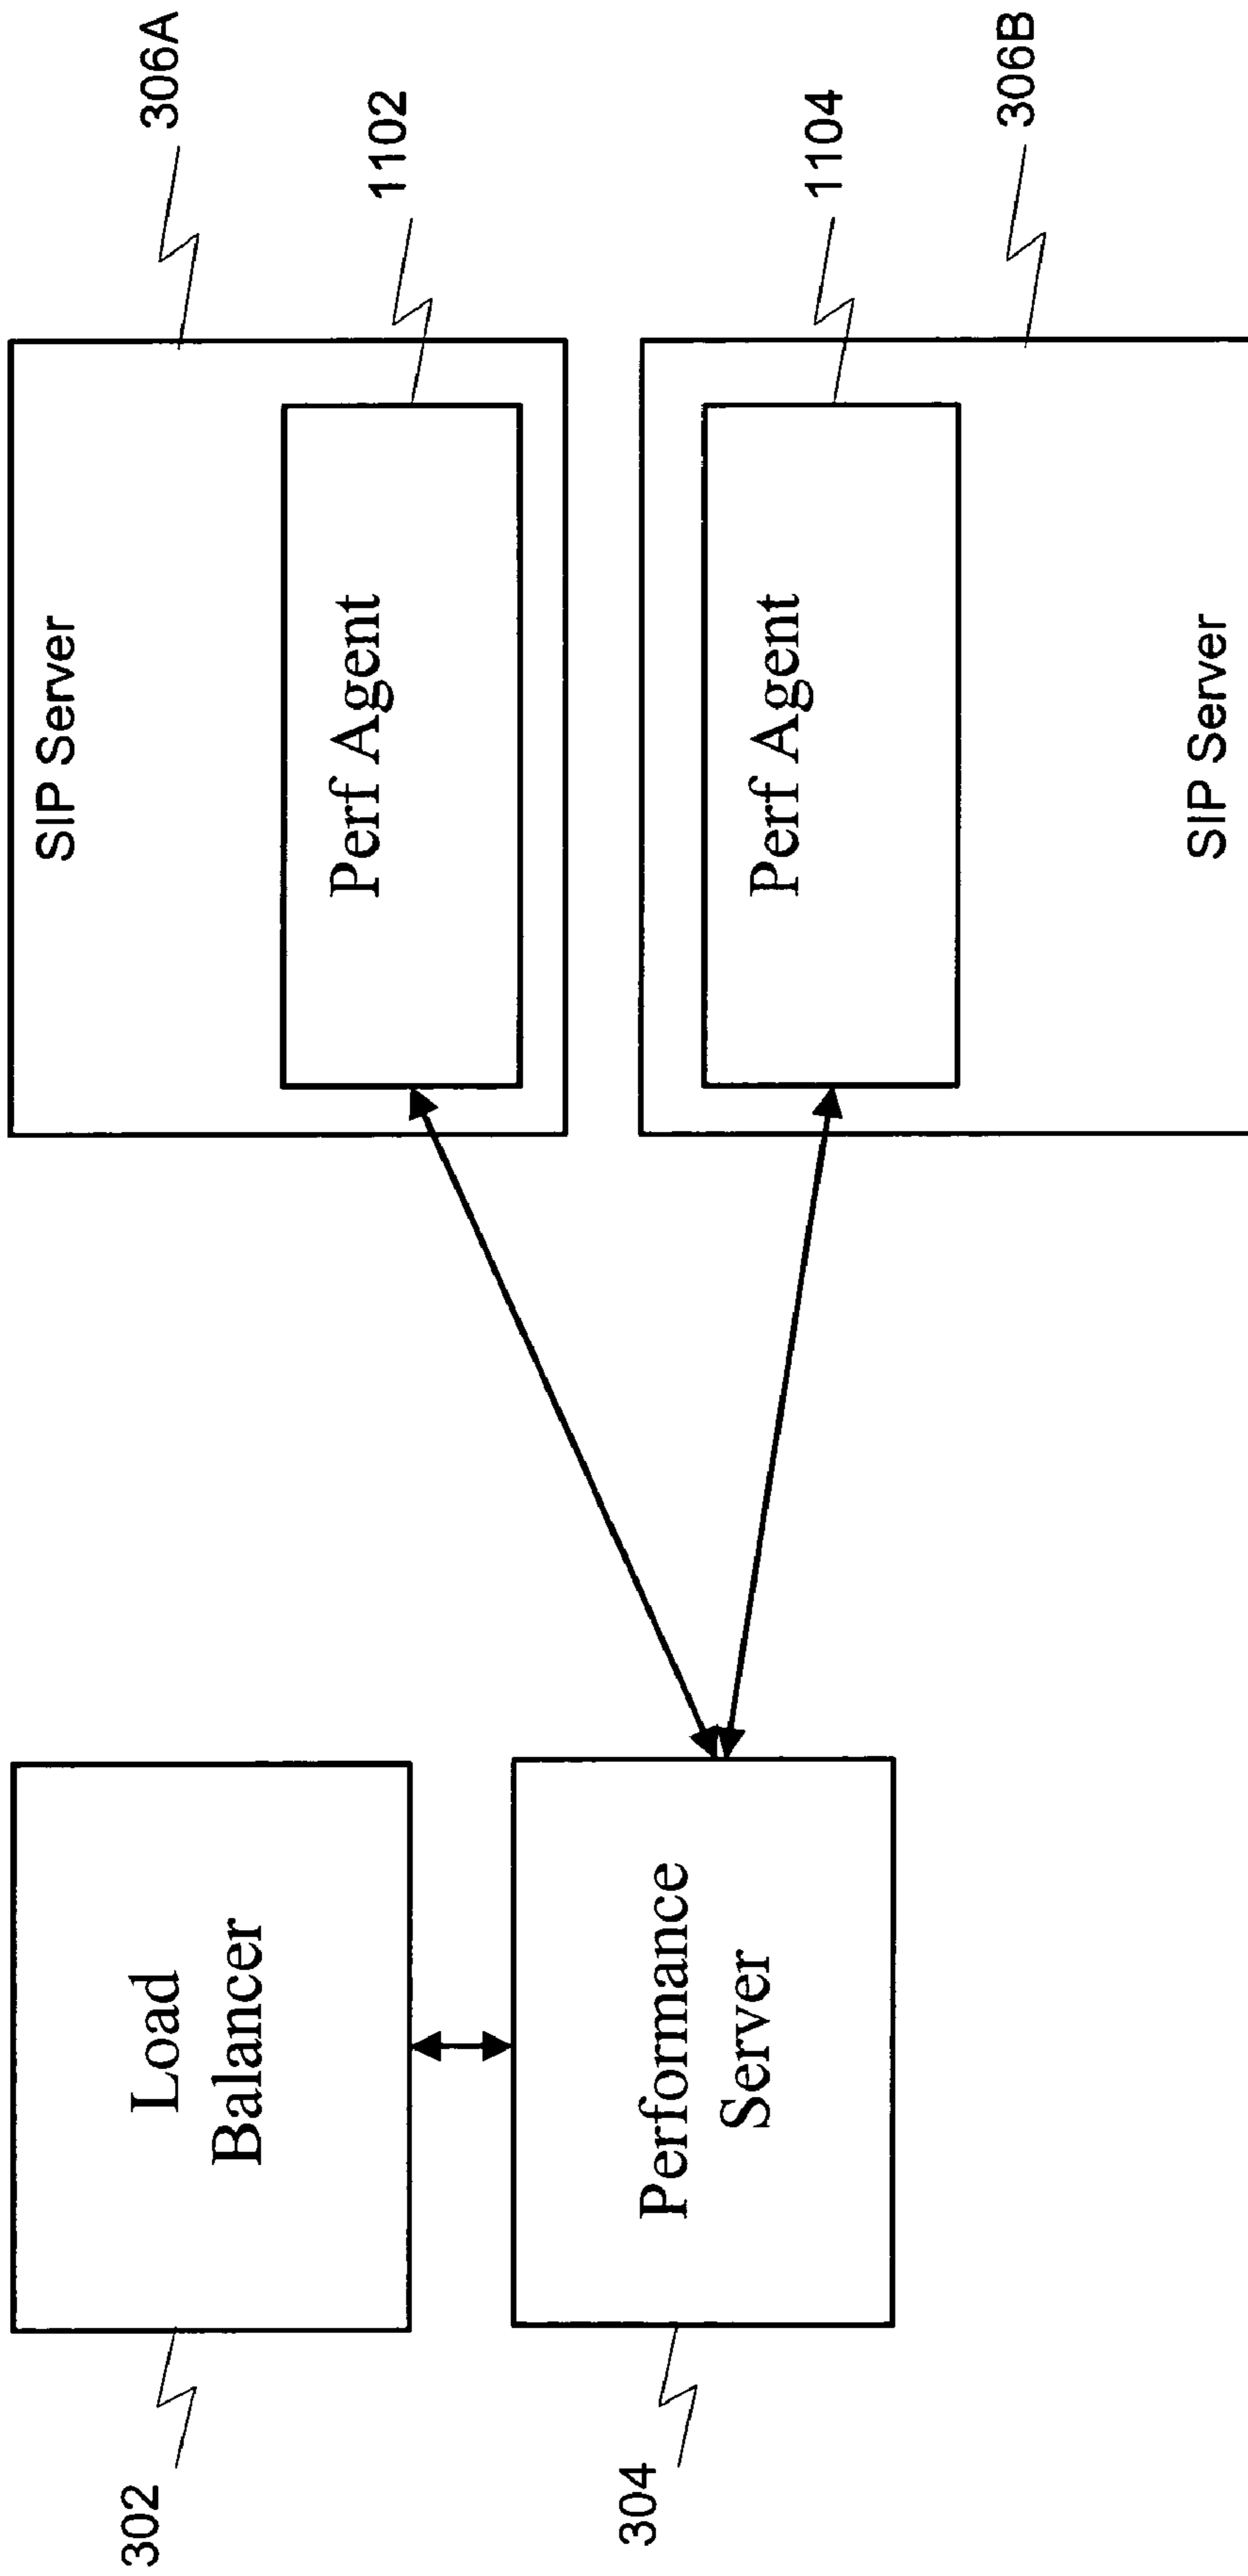 302
Load
Balancer
304
Performance
Server
SIP Server
306A
Perf Agent
1102
Perf Agent
1104
SIP Server
306B